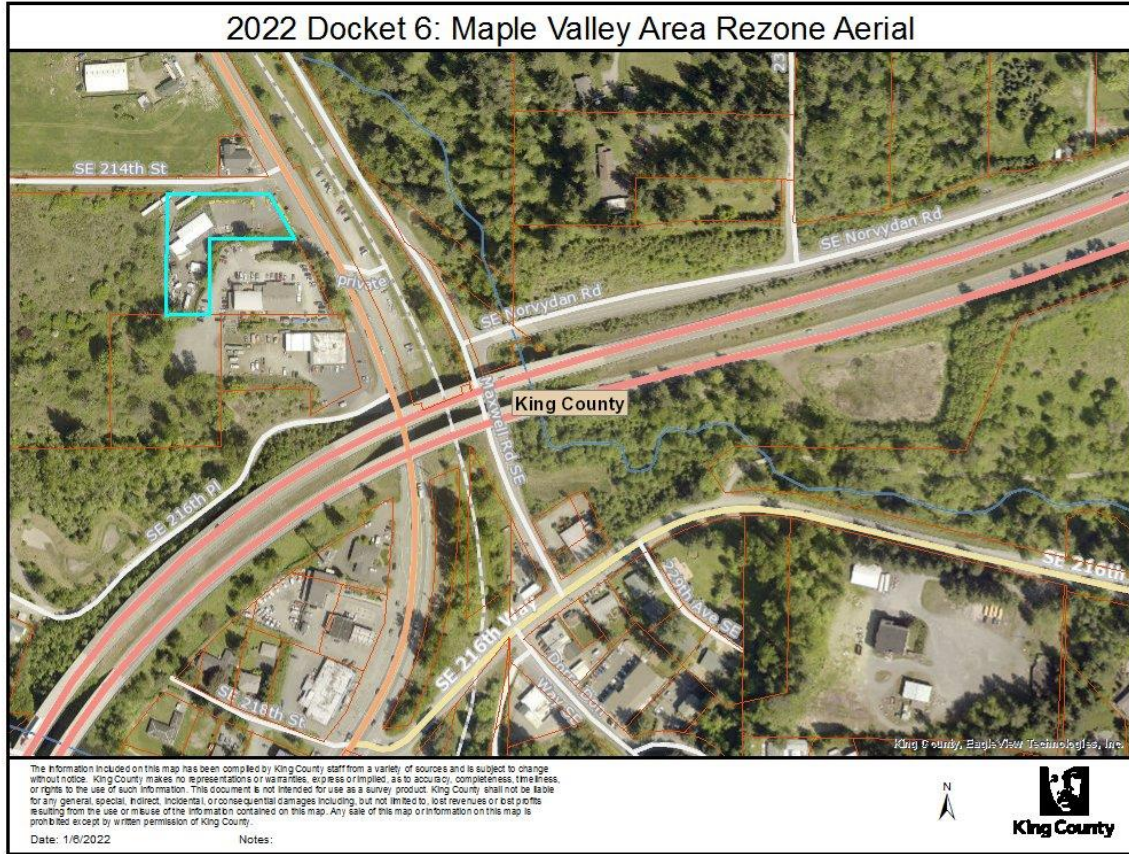 2022 Docket 6: Maple Valley Area Rezone Aerial
SE 214th St
23
SE Norvydan Rd
private
SE Norvydan Rd
King County
Maxwell Rd SE
SE 216th Pl
SE 216th
229th Ave SE
SE 216th Way
SE 218th St
Way SE
King County, EagleView Technologies, Inc.
The information included on this map has been compiled by King County staff from a variety of sources and is subject to change
without notice. King County makes no representations or warranties, express or implied, as to accuracy, completeness, timeliness,
or rights to the use of such information. This document is not intended for use as a survey product. King County shall not be liable
for any general, special, indirect, incidental, or consequential damages including, but not limited to, lost revenues or lost profits
resulting from the use or misuse of the information contained on this map. Any sale of this map or information on this map is
prohibited except by written permission of King County.
Date: 1/6/2022 Notes:
N
King County